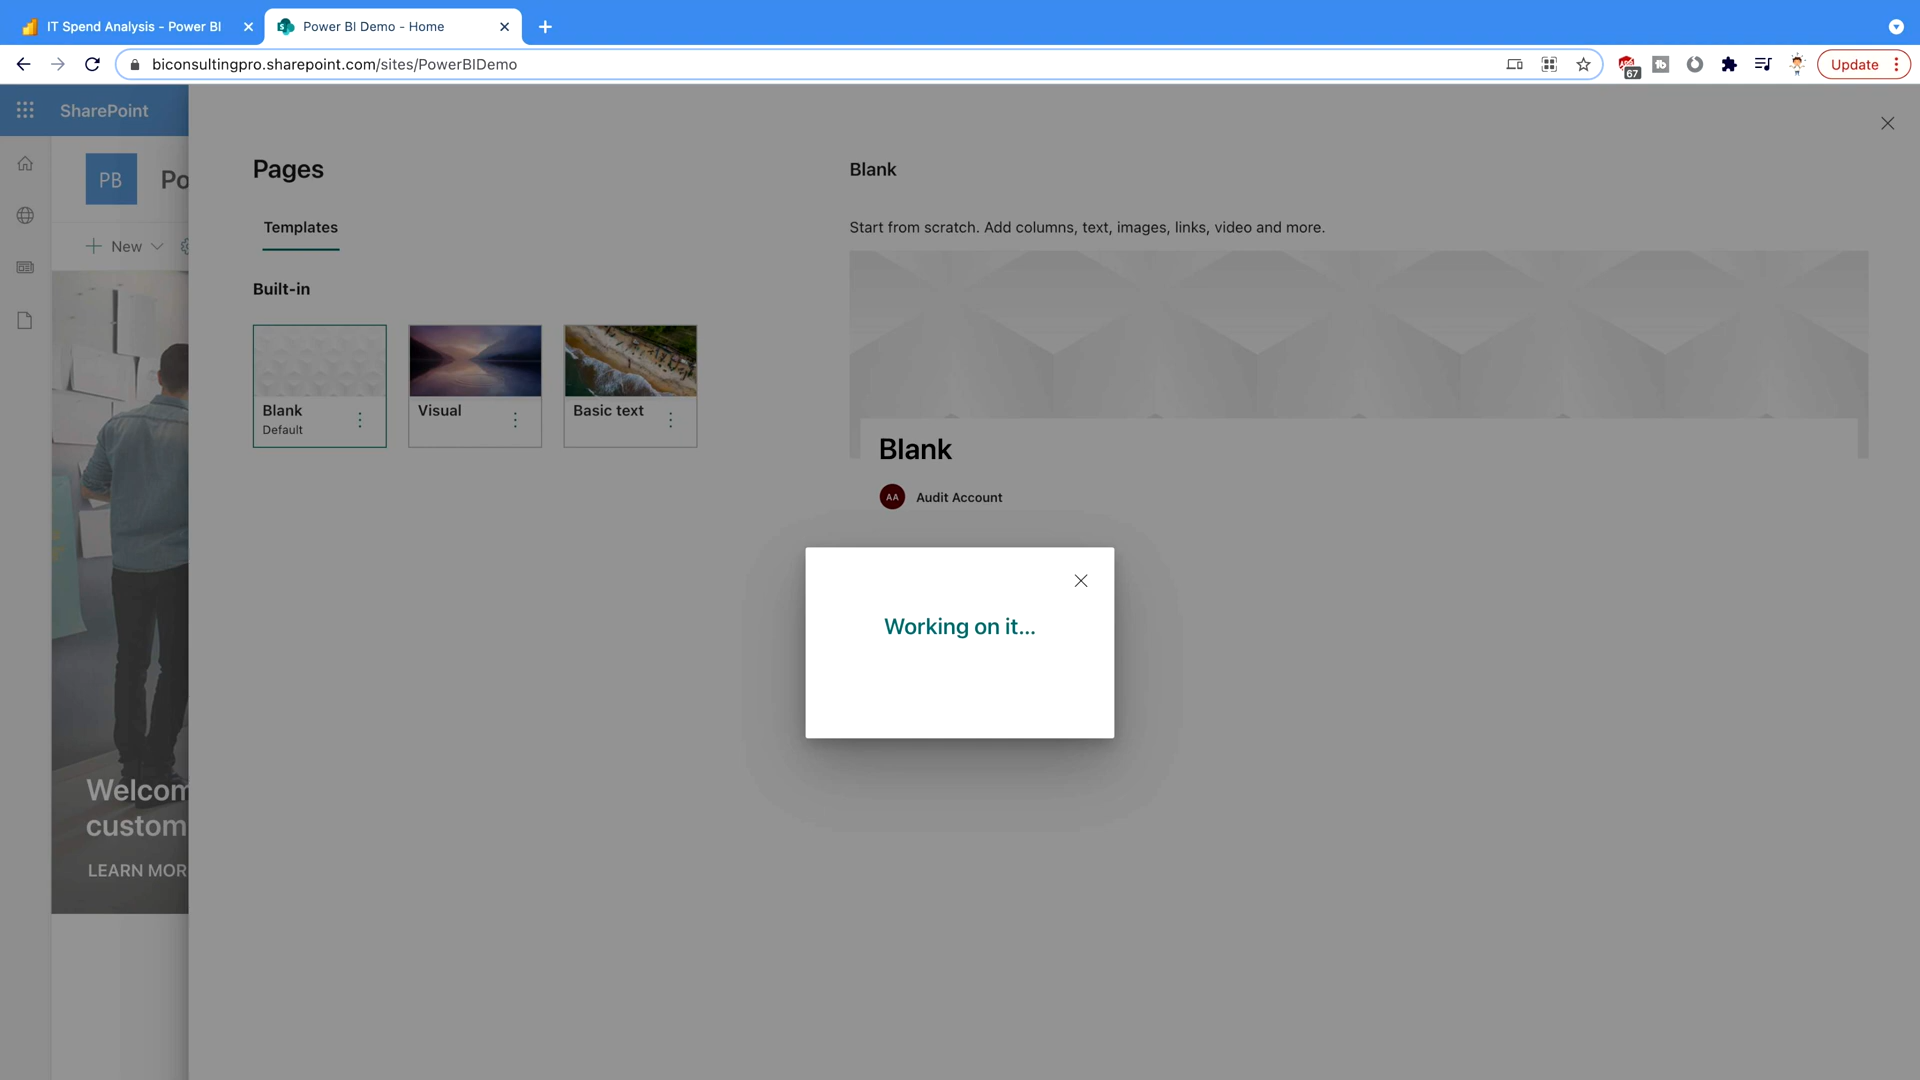 IT Spend Analysis - Power BI
Power BI Demo - Home
biconsultingpro.sharepoint.com/sites/PowerBIDemo
67
Update
SharePoint
PB
Po
New
Pages
Templates
Built-in
Blank
Default
Visual
Basic text
Blank
Start from scratch. Add columns, text, images, links, video and more.
Blank
AA
Audit Account
Working on it...
Welcom
custom
LEARN MOR